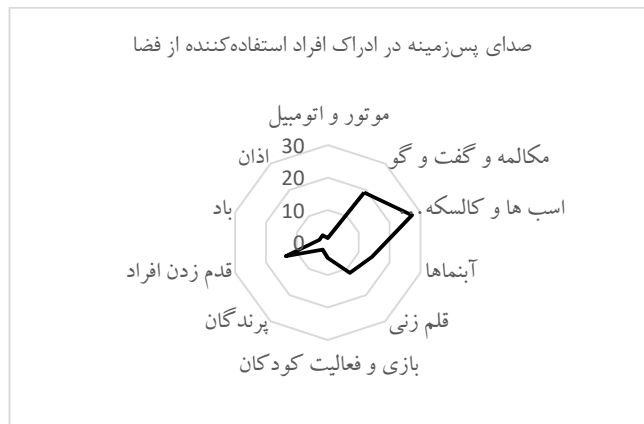 صدای پس‌زمینه در ادراک افراد استفاده‌کننده از فضا
موتور و اتومبیل
مکالمه و گفت و گو
اسب ها و کالسکه...
آبنماها
قلم زنی
بازی و فعالیت کودکان
پرندگان
قدم زدن افراد
باد
اذان
30
20
10
0